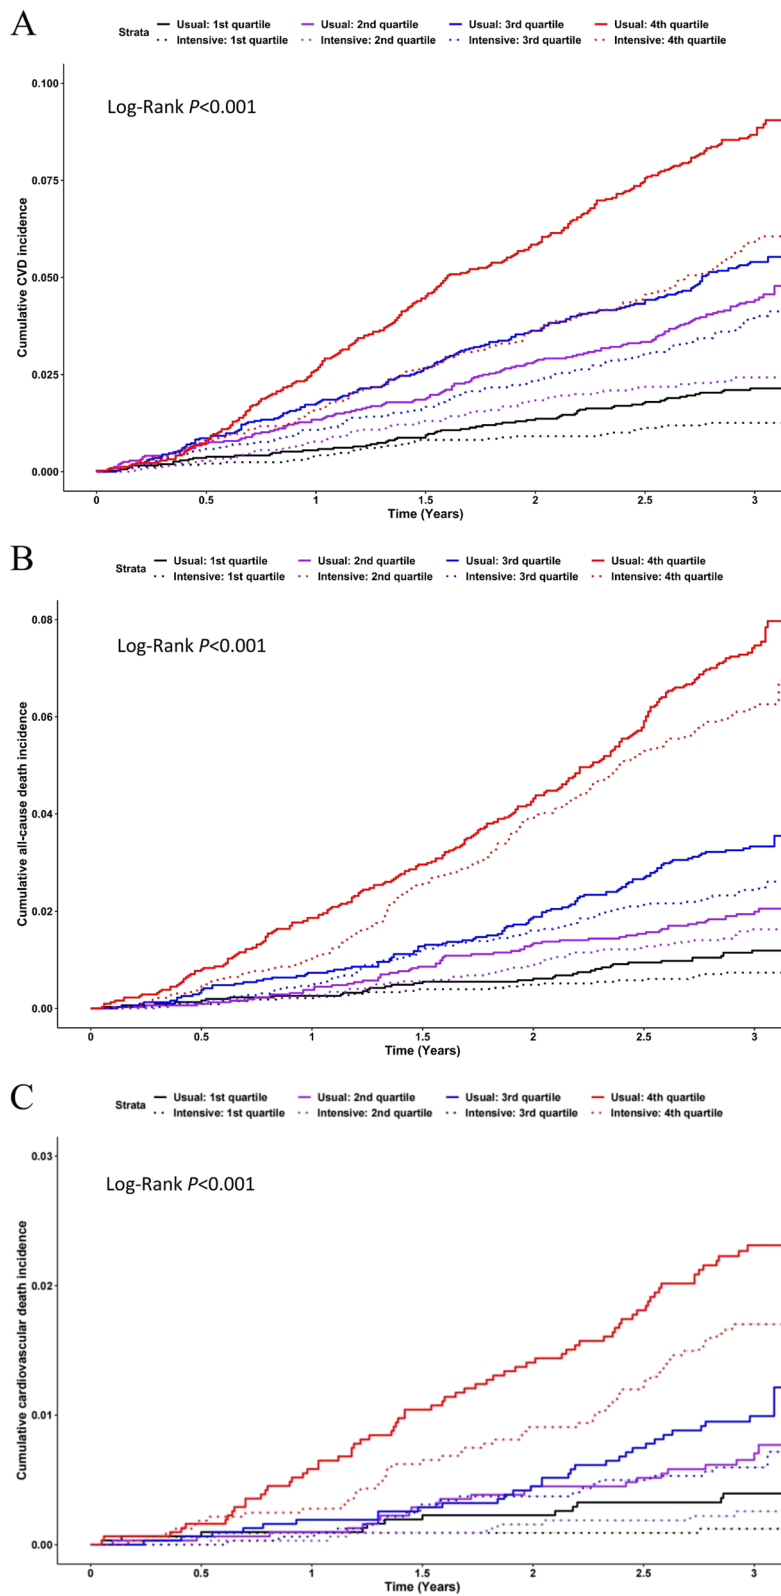 A
Strata Usual: 1st quartile Usual: 2nd quartile Usual: 3rd quartile Usual: 4th quartile
Intensive: 1st quartile Intensive: 2nd quartile Intensive: 3rd quartile Intensive: 4th quartile
Log-Rank P<0.001
Cumulative CVD incidence
0.100
0.075
0.050
0.025
0.000
0 0.5 1 1.5 2 2.5 3
Time (Years)
B
Strata Usual: 1st quartile Usual: 2nd quartile Usual: 3rd quartile Usual: 4th quartile
Intensive: 1st quartile Intensive: 2nd quartile Intensive: 3rd quartile Intensive: 4th quartile
Log-Rank P<0.001
Cumulative all-cause death incidence
0.08
0.06
0.04
0.02
0.00
0 0.5 1 1.5 2 2.5 3
Time (Years)
C
Strata Usual: 1st quartile Usual: 2nd quartile Usual: 3rd quartile Usual: 4th quartile
Intensive: 1st quartile Intensive: 2nd quartile Intensive: 3rd quartile Intensive: 4th quartile
Log-Rank P<0.001
Cumulative cardiovascular death incidence
0.03
0.02
0.01
0.00
0 0.5 1 1.5 2 2.5 3
Time (Years)